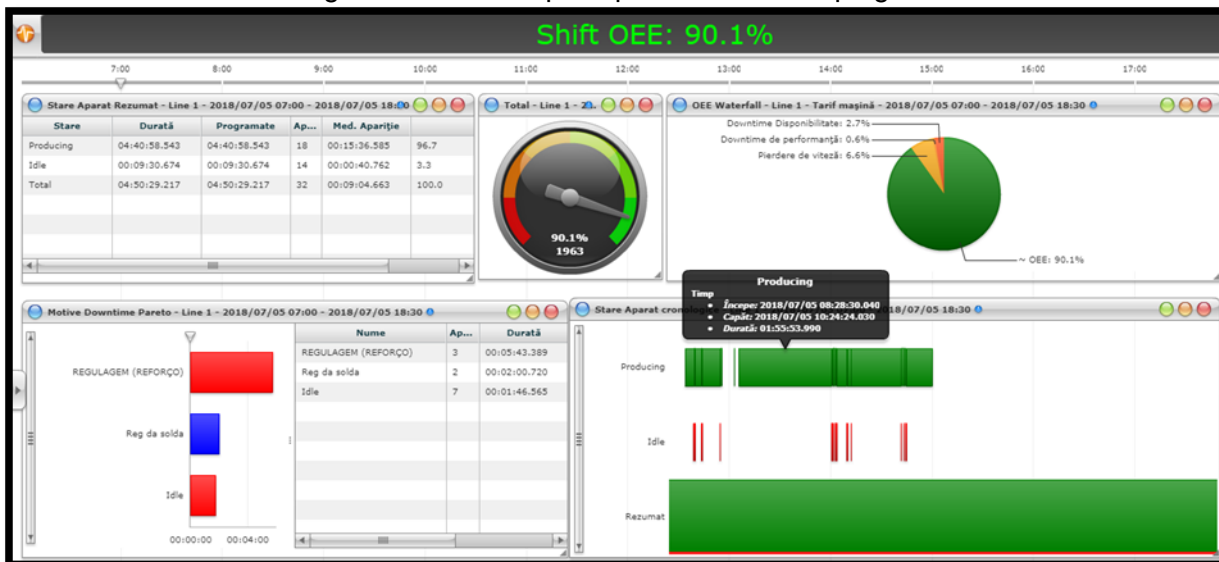 Shift OEE: 90.1%
7:00 8:00 9:00 10:00 11:00 12:00 13:00 14:00 15:00 16:00 17:00
Stare Aparat Rezumat - Line 1 - 2018/07/05 07:00 - 2018/07/05 18:
Stare Durată Programate Ap... Med. Apariție
Producing 04:40:58.543 04:40:58.543 18 00:15:36.585 96.7
Idle 00:09:30.674 00:09:30.674 14 00:00:40.762 3.3
Total 04:50:29.217 04:50:29.217 32 00:09:04.663 100.0
Total - Line 1 -
90.1%
1963
OEE Waterfall - Line 1 - Tarif mașină - 2018/07/05 07:00 - 2018/07/05 18:30
Downtime Disponibilitate: 2.7%
Downtime de performanță: 0.6%
Pierdere de viteză: 6.6%
~ OEE: 90.1%
Motive Downtime Pareto - Line 1 - 2018/07/05 07:00 - 2018/07/05 18:30
REGULAGEM (REFORÇO)
Reg da solda
Idle
00:00:00 00:04:00
Nume Ap... Durată
REGULAGEM (REFORÇO) 3 00:05:43.389
Reg da solda 2 00:02:00.720
Idle 7 00:01:46.565
Stare Aparat 2018/07/05 18:30
Producing
Timp
• Începe: 2018/07/05 08:28:30.040
• Capăt: 2018/07/05 10:24:24.030
• Durată: 01:55:53.990
Producing
Idle
Rezumat